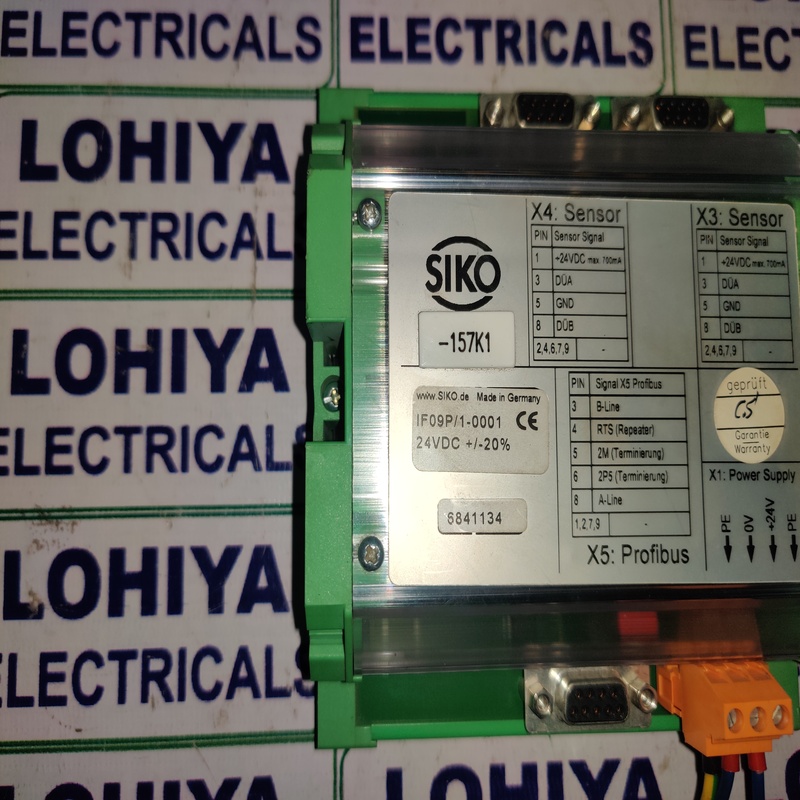 ELECTRICALS
ELECTRICALS
ELE
LOHIYA
ELECTRICALS
LOHIYA
ELECTRICALS
LOHIYA
ELECTRICALS
LOHIYA
SIKO
-157K1
X4: Sensor
PIN Sensor Signal
1 +24VDC max. 700mA
3 DÜA
5 GND
8 DÜB
2,4,6,7,9 -
X3: Sensor
PIN Sensor Signal
1 +24VDC max. 700mA
3 DÜA
5 GND
8 DÜB
2,4,6,7,9 -
www.SIKO.de Made in Germany
IF09P/1-0001 CE
24VDC +/-20%
6841134
PIN Signal X5 Profibus
3 B-Line
4 RTS (Repeater)
5 2M (Terminierung)
6 2P5 (Terminierung)
8 A-Line
1,2,7,9 -
X5: Profibus
geprüft
Garantie
Warranty
X1: Power Supply
PE
0V
+24V
PE